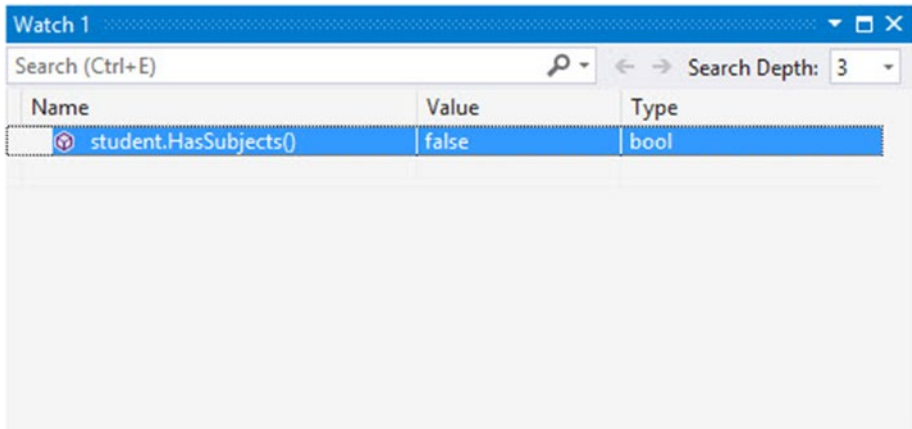 Watch 1
Search (Ctrl+E) Search Depth: 3
Name Value Type
student.HasSubjects() false bool